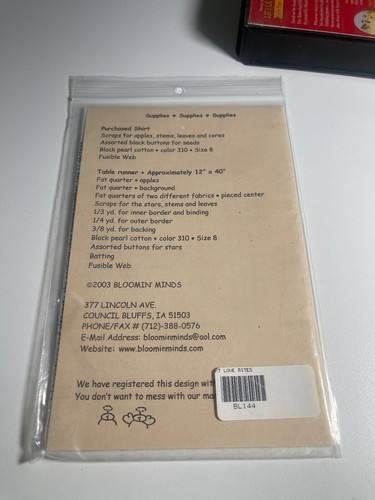 Supplies • Supplies • Supplies
Purchased Shirt
Scraps for apples, stems, leaves and cores
Assorted black buttons for seeds
Black pearl cotton • color 310 • Size 8
Fusible Web
Table runner • Approximately 12" x 40"
Fat quarter • apples
Fat quarter • background
Fat quarters of two different fabrics • pieced center
Scraps for the stars, stems and leaves
1/3 yd. for inner border and binding
1/4 yd. for outer border
3/8 yd. for backing
Black pearl cotton • color 310 • Size 8
Assorted buttons for stars
Batting
Fusible Web
©2003 BLOOMIN' MINDS
377 LINCOLN AVE.
COUNCIL BLUFFS, IA 51503
PHONE/FAX # (712)-388-0576
E-Mail Address: bloominminds@aol.com
Website: www.bloominminds.com
We have registered this design with
You don't want to mess with our ma
T LOVE BITES
BL144